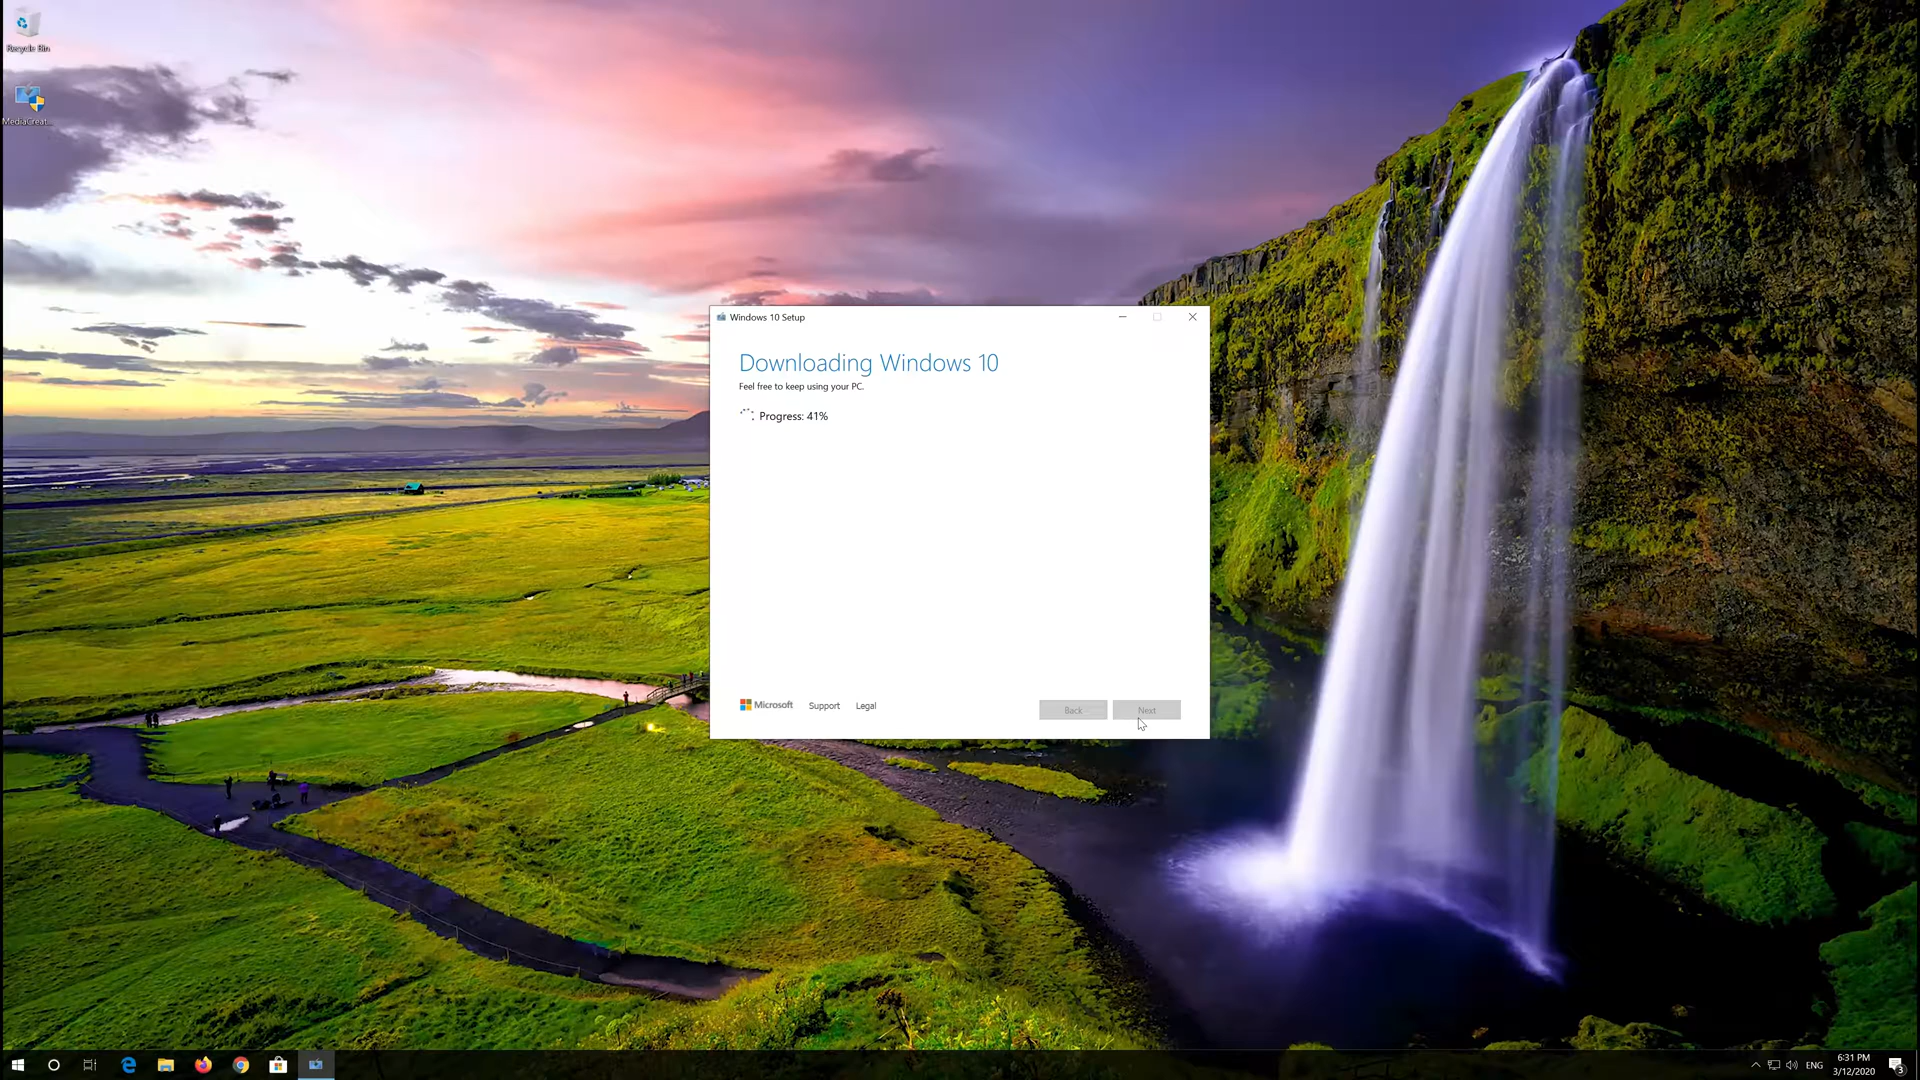 Recycle Bin
MediaCreat...
Windows 10 Setup
Downloading Windows 10
Feel free to keep using your PC.
Progress: 41%
Microsoft Support Legal
Back Next
ENG
6:31 PM
3/12/2020
3